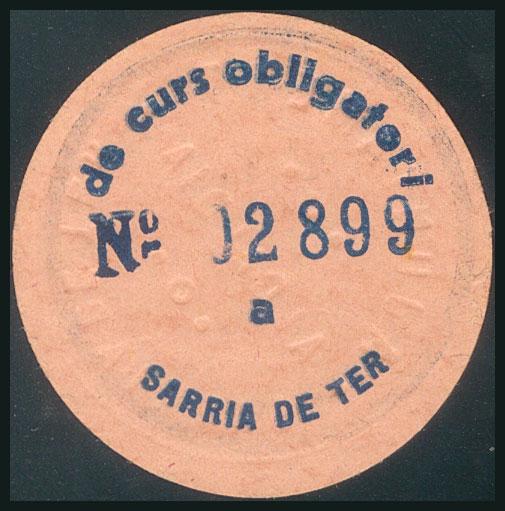 de curs obligatori
Nº 02899
a
SARRIA DE TER